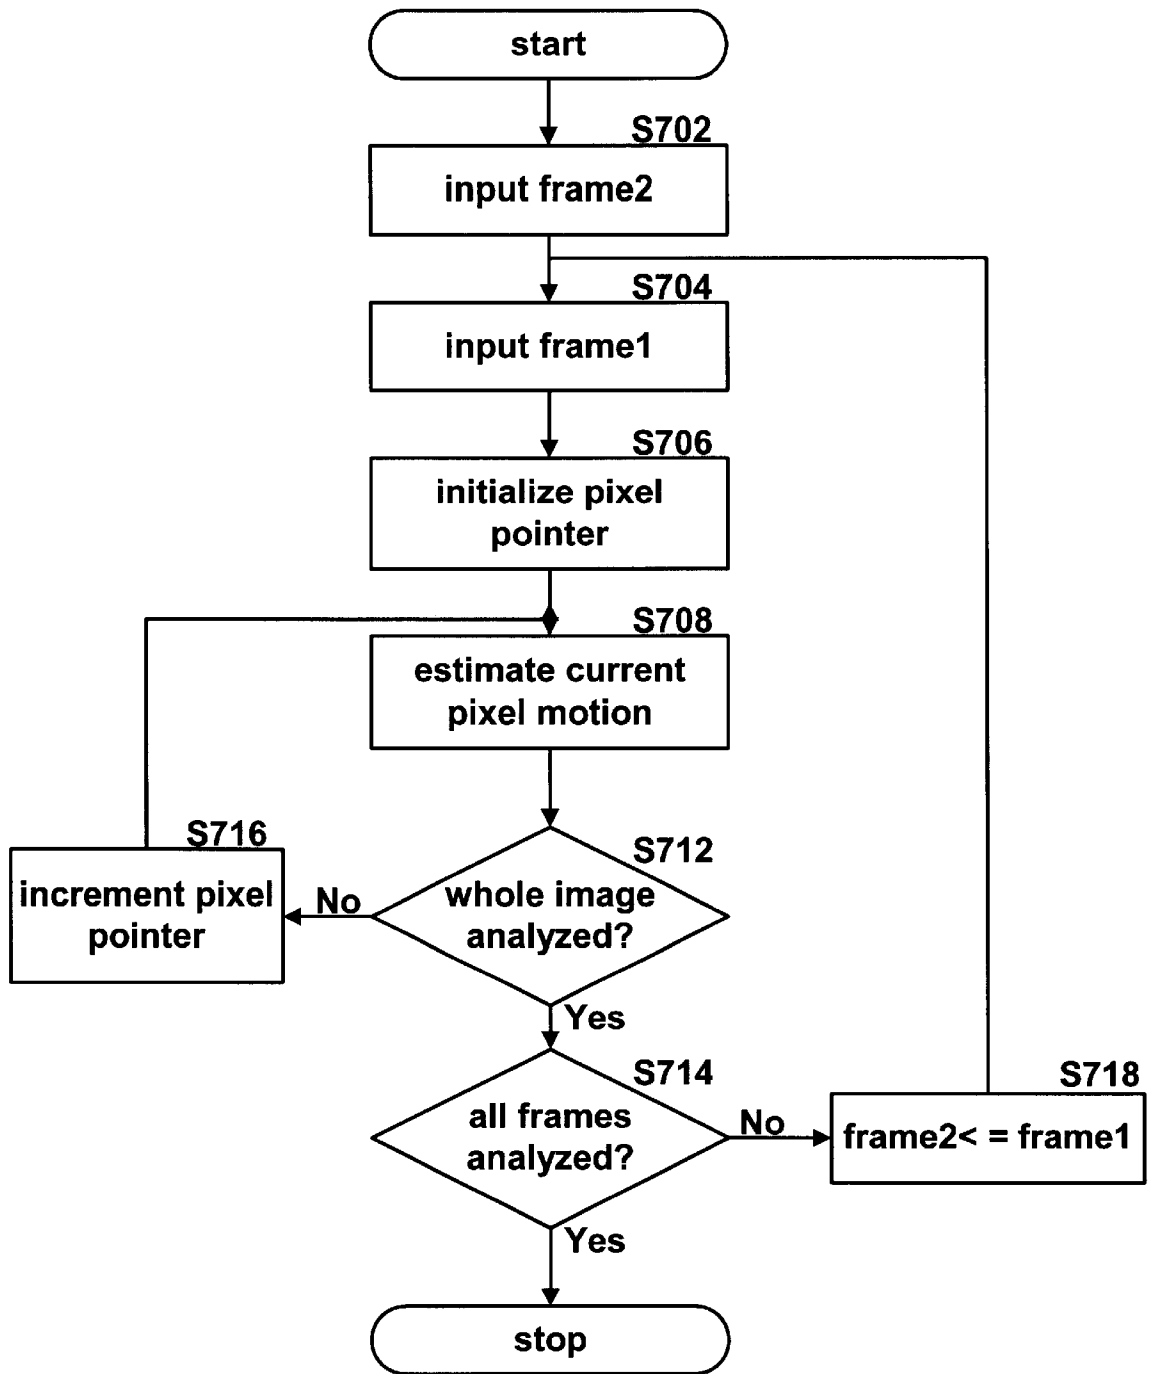 start
S702
input frame2
S704
input frame1
S706
initialize pixel
pointer
S708
estimate current
pixel motion
S716
increment pixel
pointer
No
S712
whole image
analyzed?
Yes
S714
all frames
analyzed?
No
S718
frame2< = frame1
Yes
stop